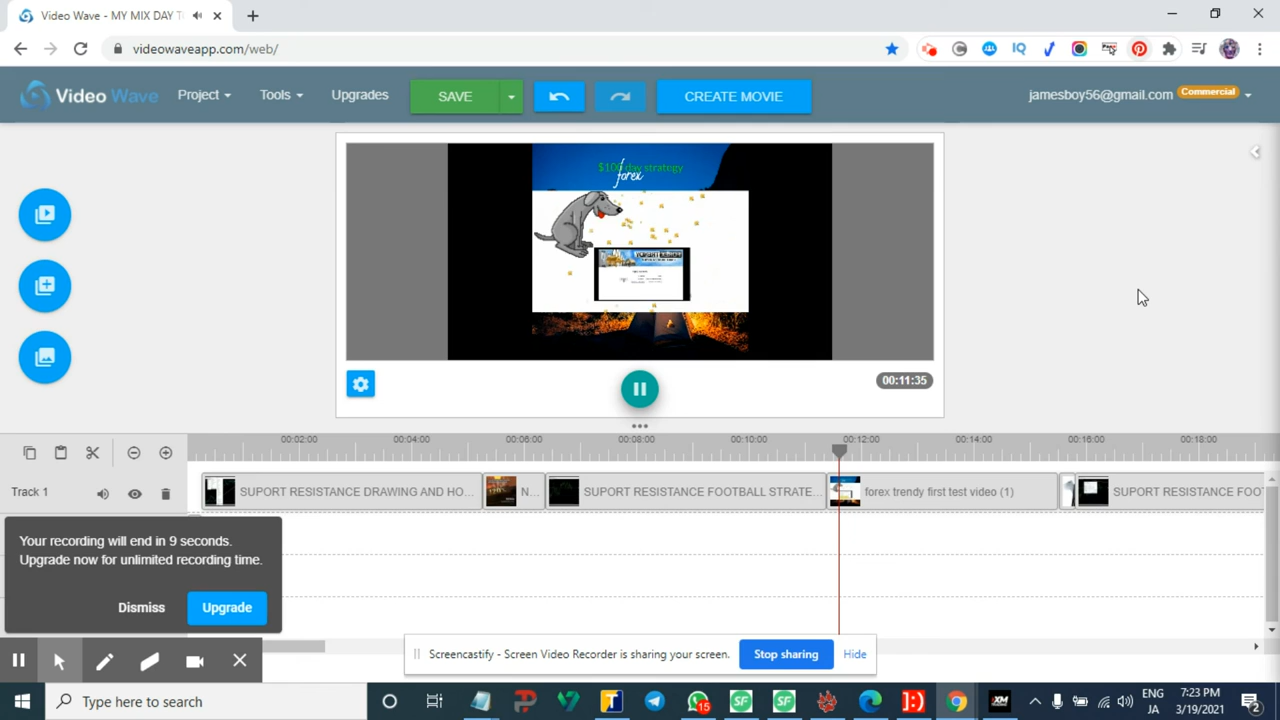 Video Wave - MY MIX DAY T
videowaveapp.com/web/
Video Wave
Project
Tools
Upgrades
SAVE
CREATE MOVIE
jamesboy56@gmail.com
Commercial
$100 day strategy
forex
00:11:35
00:02:00
00:04:00
00:06:00
00:08:00
00:10:00
00:12:00
00:14:00
00:16:00
00:18:00
Track 1
SUPORT RESISTANCE DRAWING AND HO...
N...
SUPORT RESISTANCE FOOTBALL STRATE...
forex trendy first test video (1)
SUPORT RESISTANCE FOO
Your recording will end in 9 seconds.
Upgrade now for unlimited recording time.
Dismiss
Upgrade
Screencastify - Screen Video Recorder is sharing your screen.
Stop sharing
Hide
Type here to search
15
ENG
JA
7:23 PM
3/19/2021
2